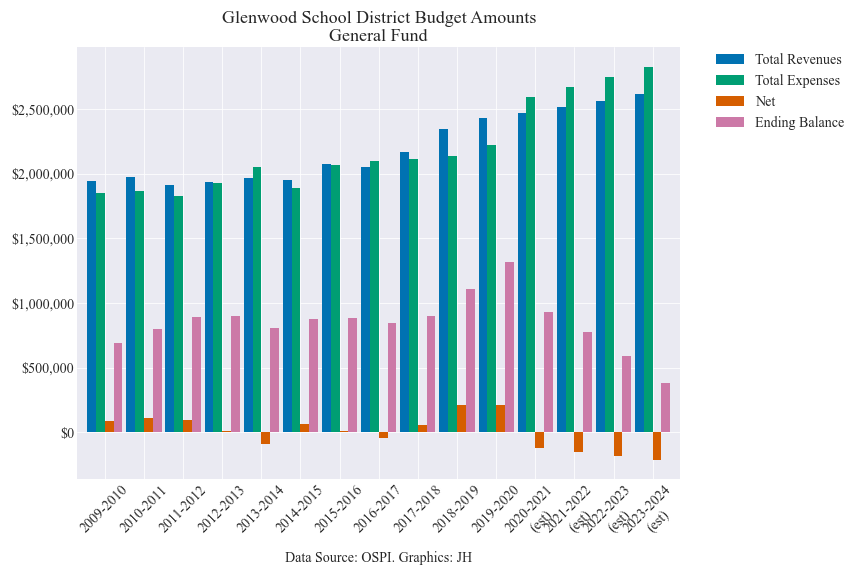 Glenwood School District Budget Amounts
General Fund
Total Revenues
Total Expenses
Net
Ending Balance
$2,500,000
$2,000,000
$1,500,000
$1,000,000
$500,000
$0
2009-2010
2010-2011
2011-2012
2012-2013
2013-2014
2014-2015
2015-2016
2016-2017
2017-2018
2018-2019
2019-2020
2020-2021
(est)
2021-2022
(est)
2022-2023
(est)
2023-2024
(est)
Data Source: OSPI. Graphics: JH